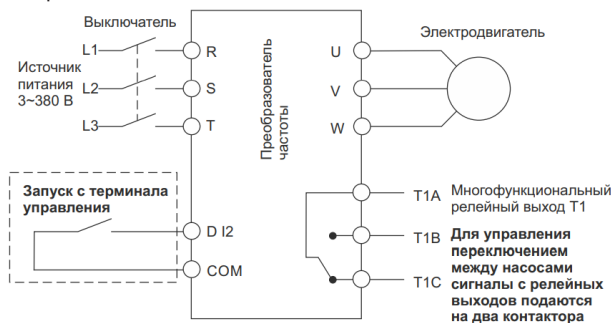 Выключатель
L1
R
Источник
питания
3~380 В
L2
S
L3
T
Преобразователь
частоты
U
V
W
Электродвигатель
Запуск с терминала
управления
D I2
COM
T1A
Многофункциональный
релейный выход T1
T1B
T1C
Для управления
переключением
между насосами
сигналы с релейных
выходов подаются
на два контактора